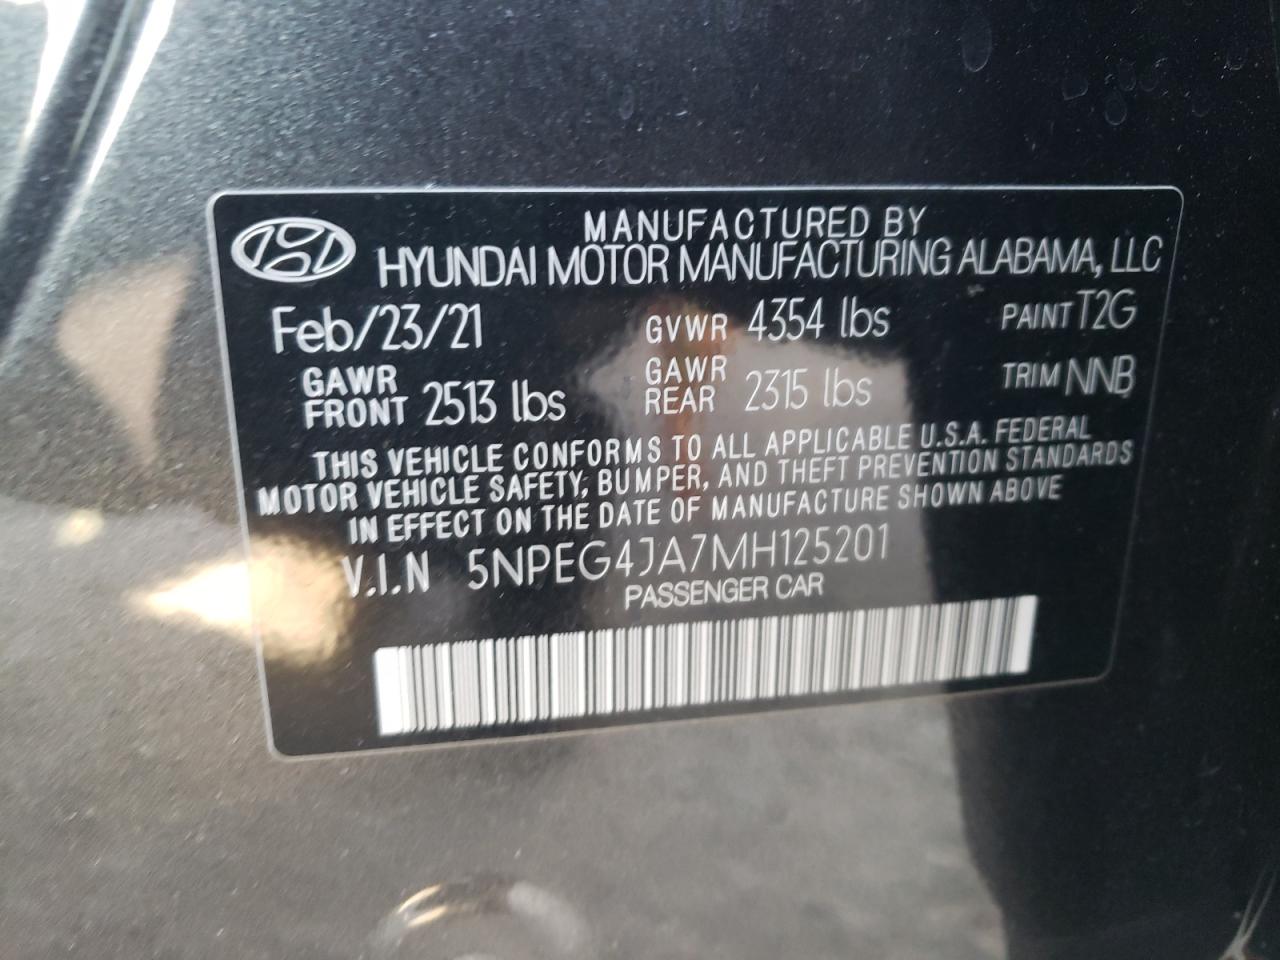 MANUFACTURED BY
HYUNDAI MOTOR MANUFACTURING ALABAMA, LLC
Feb/23/21 GVWR 4354 lbs PAINT T2G
GAWR FRONT 2513 lbs GAWR REAR 2315 lbs TRIM NNB
THIS VEHICLE CONFORMS TO ALL APPLICABLE U.S.A. FEDERAL
MOTOR VEHICLE SAFETY, BUMPER, AND THEFT PREVENTION STANDARDS
IN EFFECT ON THE DATE OF MANUFACTURE SHOWN ABOVE
V.I.N 5NPEG4JA7MH125201
PASSENGER CAR